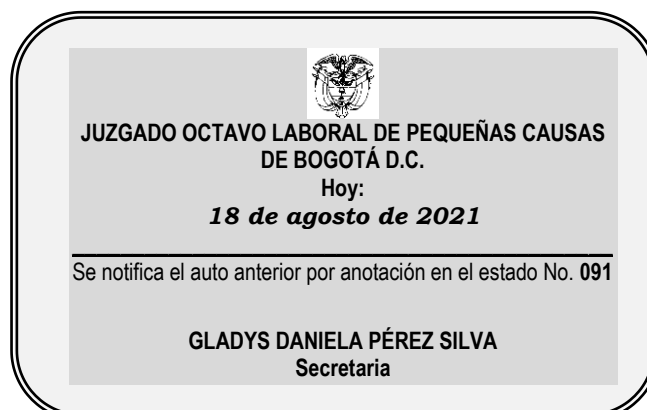 JUZGADO OCTAVO LABORAL DE PEQUEÑAS CAUSAS
DE BOGOTÁ D.C.
Hoy:
18 de agosto de 2021
Se notifica el auto anterior por anotación en el estado No. 091
GLADYS DANIELA PÉREZ SILVA
Secretaria